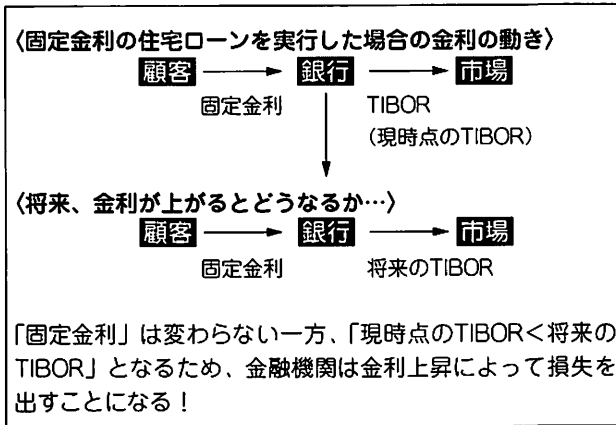 〈固定金利の住宅ローンを実行した場合の金利の動き〉
顧客 銀行 市場
固定金利 TIBOR
(現時点のTIBOR)
〈将来、金利が上がるとどうなるか…〉
顧客 銀行 市場
固定金利 将来のTIBOR
「固定金利」は変わらない一方、「現時点のTIBOR<将来の
TIBOR」となるため、金融機関は金利上昇によって損失を
出すことになる!